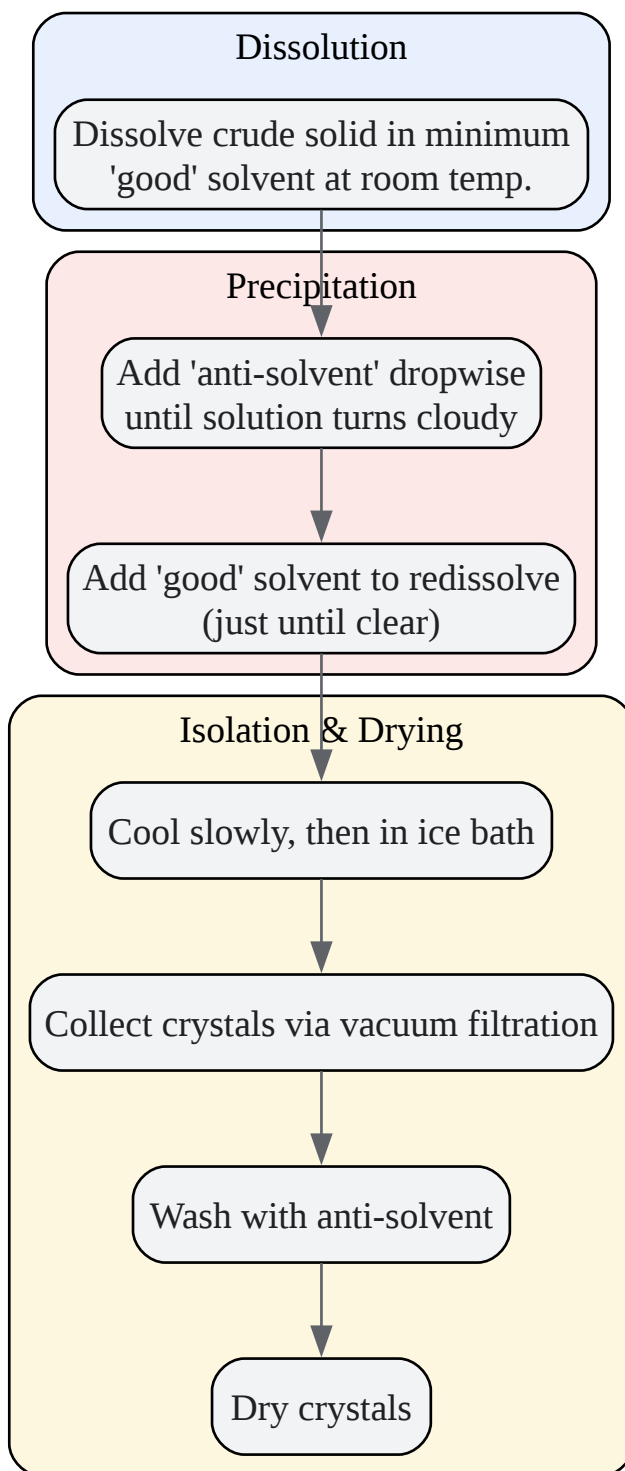 Dissolution
Dissolve crude solid in minimum
'good' solvent at room temp.
Precipitation
Add 'anti-solvent' dropwise
until solution turns cloudy
Add 'good' solvent to redissolve
(just until clear)
Isolation & Drying
Cool slowly, then in ice bath
Collect crystals via vacuum filtration
Wash with anti-solvent
Dry crystals